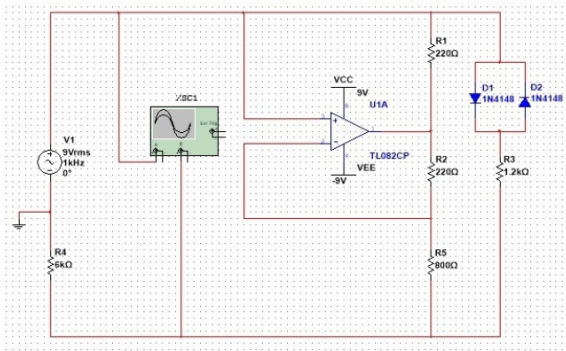 R1
220Ω
VCC
9V
D1
1N4148
D2
1N4148
XSC1
U1A
Ext Trig
V1
9Vrms
1kHz
0°
TL082CP
VEE
-9V
R2
220Ω
R3
1.2kΩ
R4
6kΩ
R5
800Ω